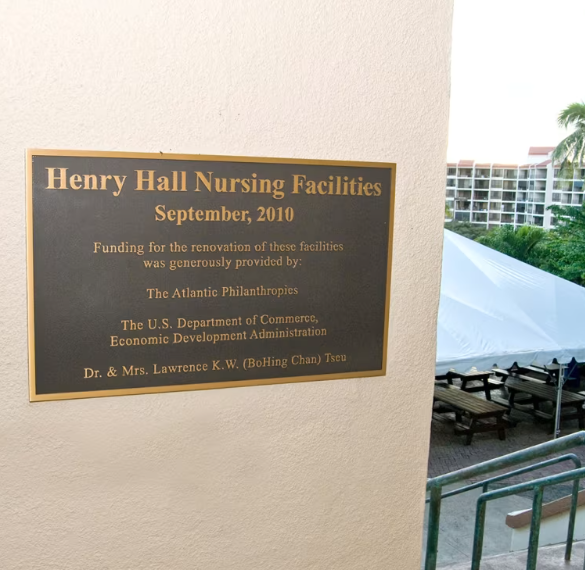 Henry Hall Nursing Facilities
September, 2010
Funding for the renovation of these facilities
was generously provided by:
The Atlantic Philanthropies
The U.S. Department of Commerce,
Economic Development Administration
Dr. & Mrs. Lawrence K.W. (BoHing Chan) Tseu